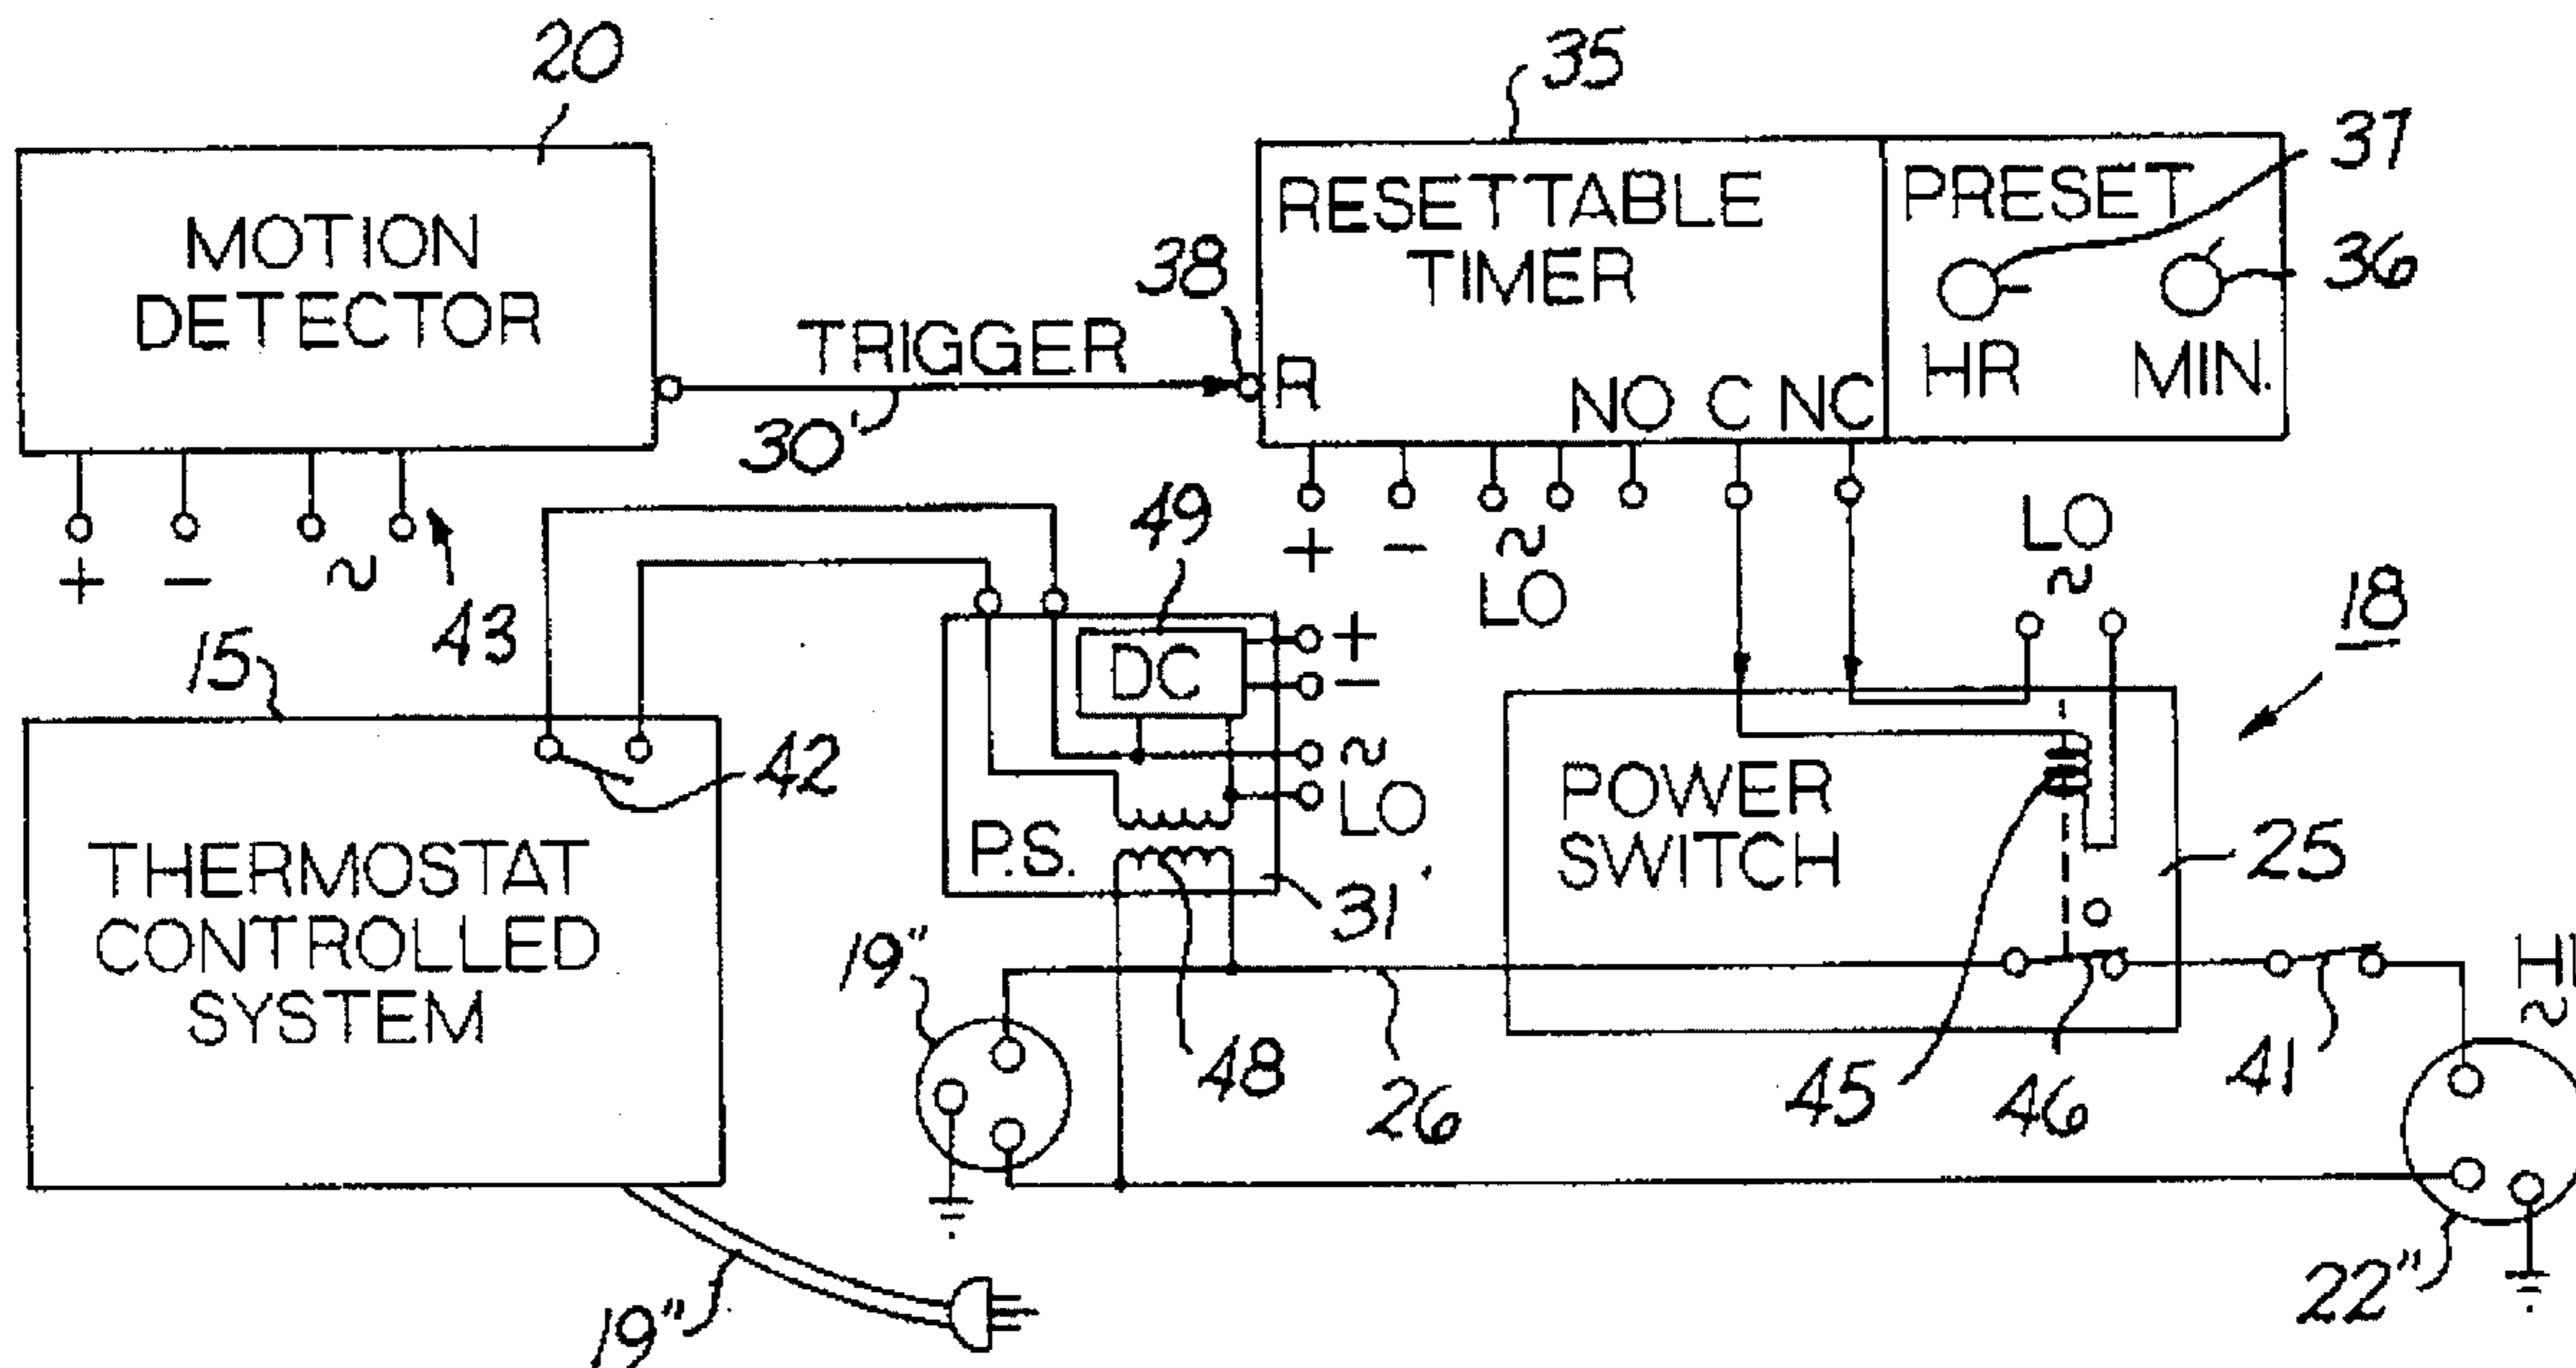 20
35
37
36
MOTION
DETECTOR
TRIGGER
30'
38
RESETTABLE
TIMER
R
NO C NC
PRESET
HR
MIN.
+ − ~
43
+ − ~
LO
LO
~
18
15
42
49
DC
+
−
~
LO
P.S.
31'
48
THERMOSTAT
CONTROLLED
SYSTEM
19"
19"
26
POWER
SWITCH
25
45
46
41
HI
~
22"